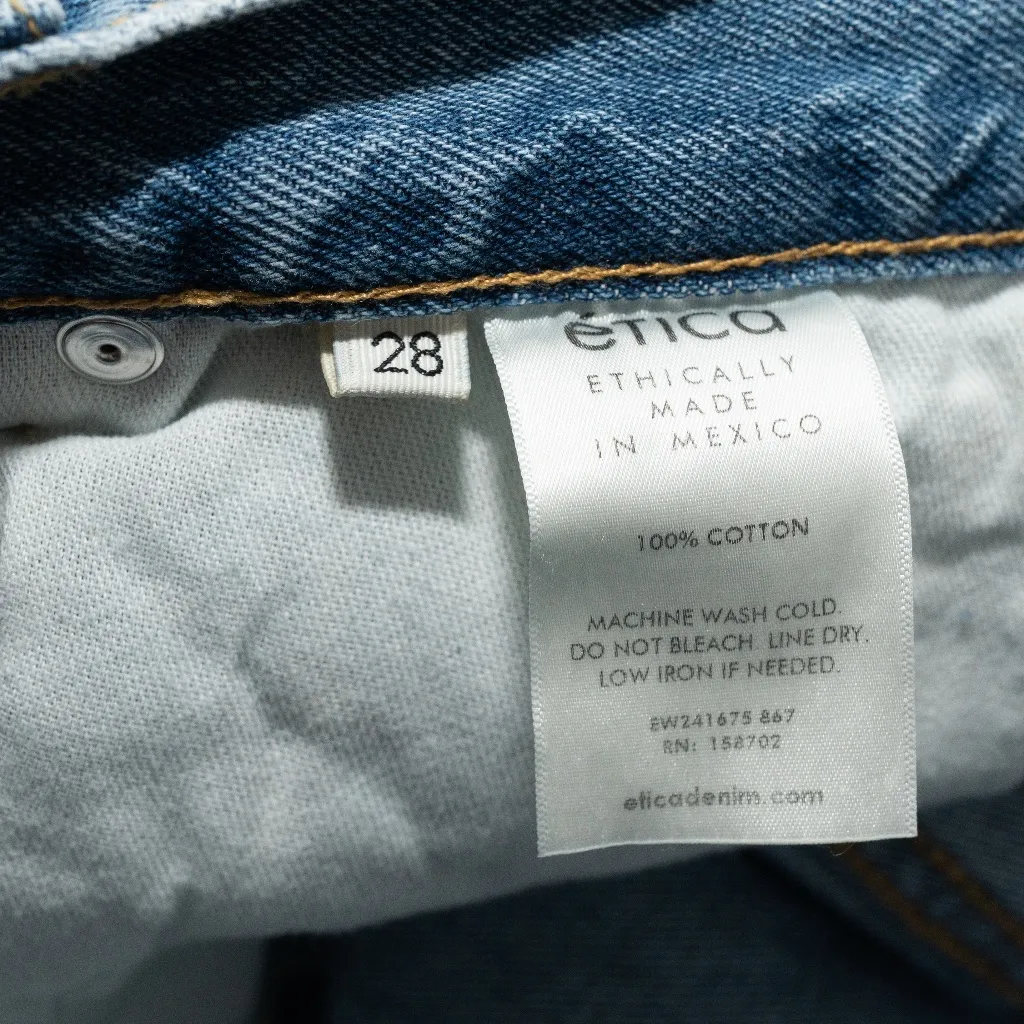 28
ética
ETHICALLY
MADE
IN MEXICO
100% COTTON
MACHINE WASH COLD.
DO NOT BLEACH. LINE DRY.
LOW IRON IF NEEDED.
EW241675 867
RN: 158702
eticadenim.com